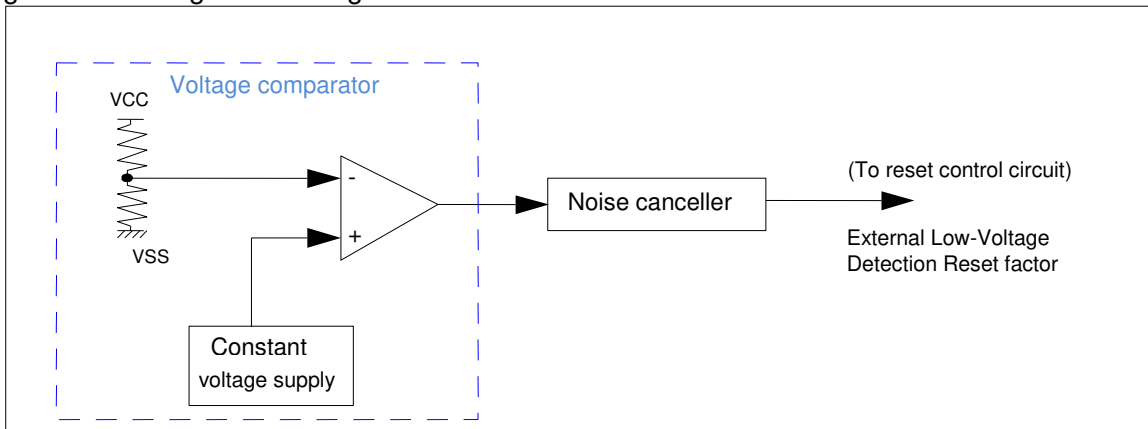 Voltage comparator
VCC
-
+
VSS
Constant
voltage supply
Noise canceller
(To reset control circuit)
External Low-Voltage
Detection Reset factor